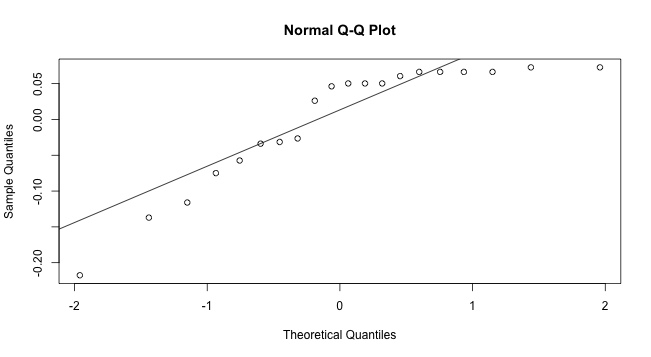 Normal Q-Q Plot
Sample Quantiles
0.05
0.00
-0.10
-0.20
-2 -1 0 1 2
Theoretical Quantiles